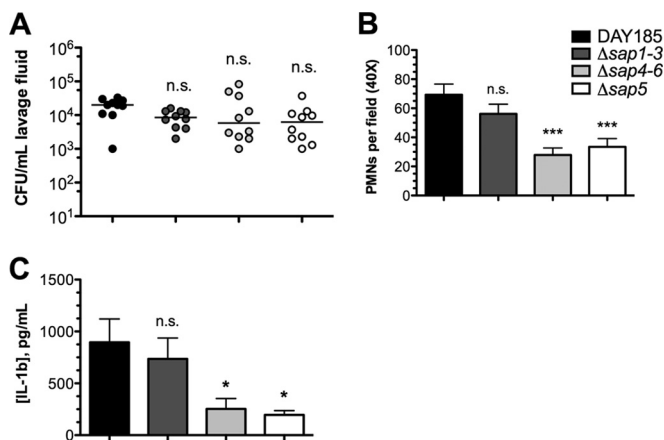 A
CFU/mL lavage fluid
10⁶
10⁵
10⁴
10³
10²
10¹
n.s.
n.s.
n.s.
B
PMNs per field (40X)
100
80
60
40
20
0
n.s.
***
***
DAY185
Δsap1-3
Δsap4-6
Δsap5
C
[IL-1b], pg/mL
1500
1000
500
0
n.s.
*
*